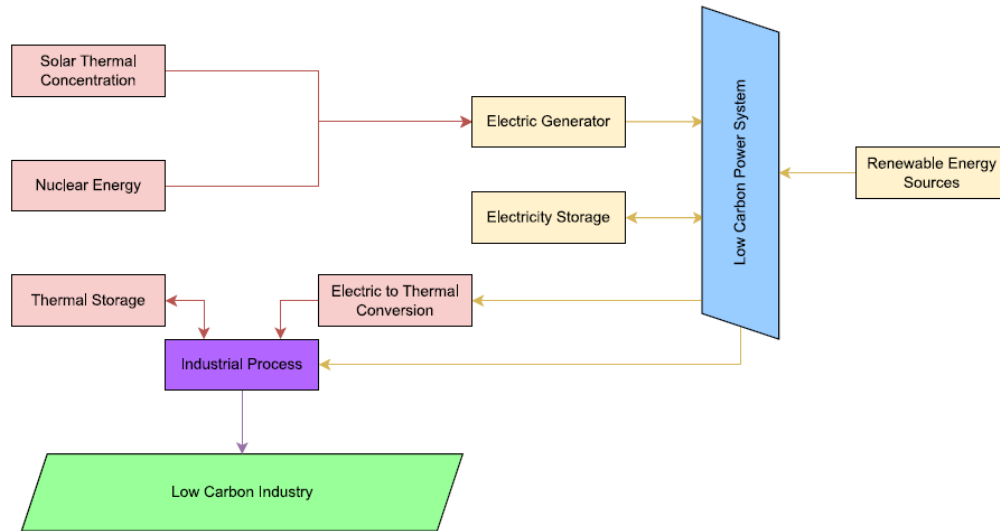 Solar Thermal
Concentration
Electric Generator
Low Carbon Power System
Renewable Energy
Sources
Nuclear Energy
Electricity Storage
Thermal Storage
Electric to Thermal
Conversion
Industrial Process
Low Carbon Industry